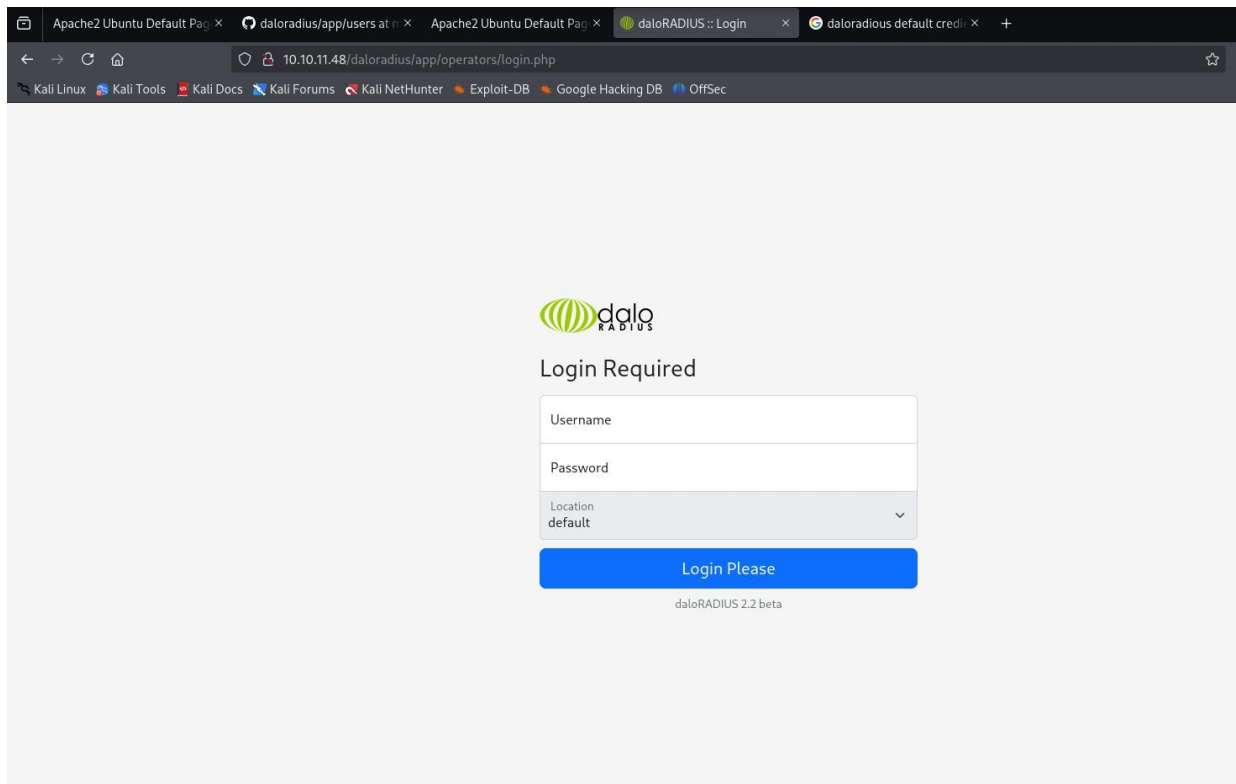 Apache2 Ubuntu Default Pag
daloradius/app/users at
Apache2 Ubuntu Default Pag
daloRADIUS :: Login
daloradious default credi
10.10.11.48/daloradius/app/operators/login.php
Kali Linux Kali Tools Kali Docs Kali Forums Kali NetHunter Exploit-DB Google Hacking DB OffSec
dalo
RADIUS
Login Required
Username
Password
Location
default
Login Please
daloRADIUS 2.2 beta